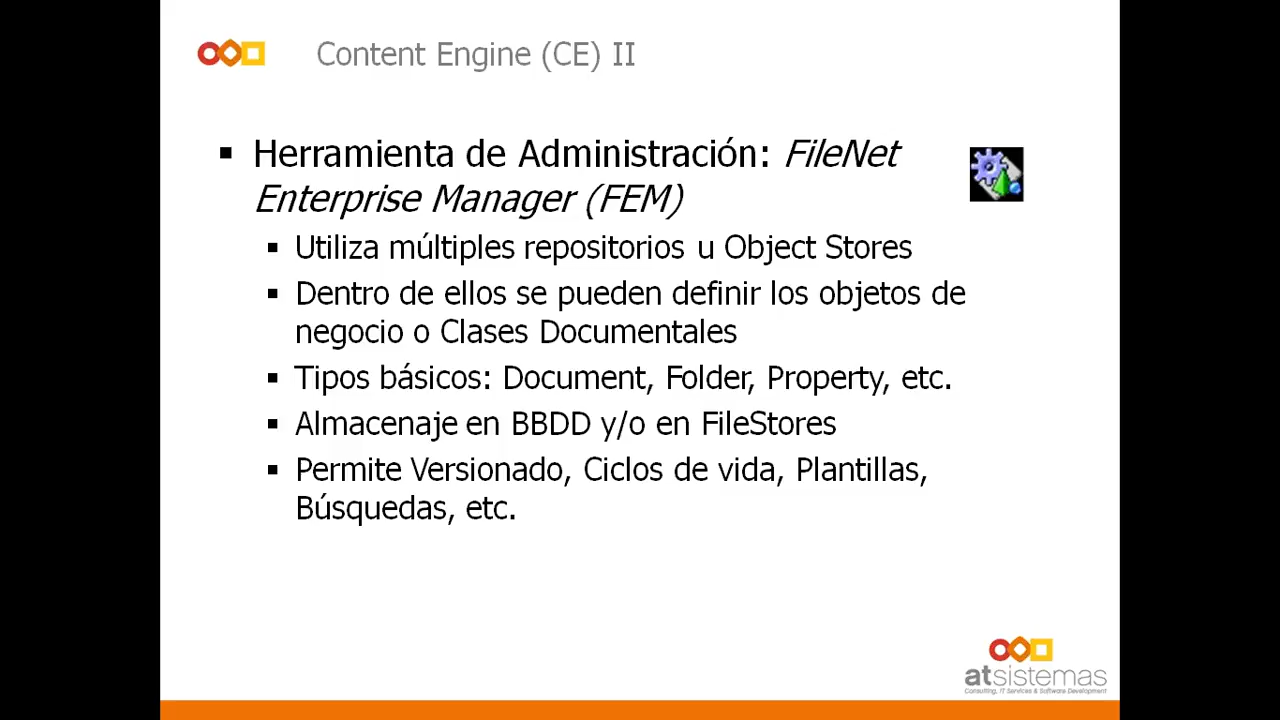 Content Engine (CE) II
▪ Herramienta de Administración: FileNet
Enterprise Manager (FEM)
▪ Utiliza múltiples repositorios u Object Stores
▪ Dentro de ellos se pueden definir los objetos de
negocio o Clases Documentales
▪ Tipos básicos: Document, Folder, Property, etc.
▪ Almacenaje en BBDD y/o en FileStores
▪ Permite Versionado, Ciclos de vida, Plantillas,
Búsquedas, etc.
atsistemas
Consulting, IT Services & Software Development